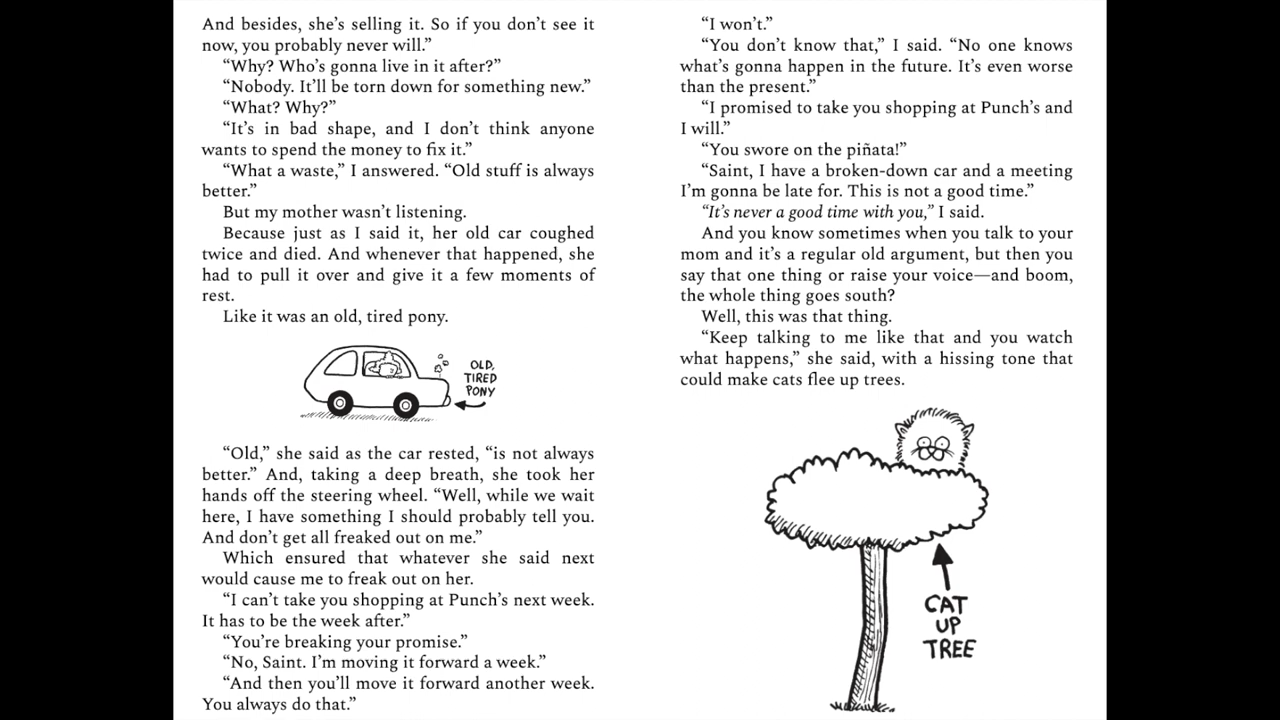 And besides, she’s selling it. So if you don’t see it
now, you probably never will.”
“Why? Who’s gonna live in it after?”
“Nobody. It’ll be torn down for something new.”
“What? Why?”
“It’s in bad shape, and I don’t think anyone
wants to spend the money to fix it.”
“What a waste,” I answered. “Old stuff is always
better.”
But my mother wasn’t listening.
Because just as I said it, her old car coughed
twice and died. And whenever that happened, she
had to pull it over and give it a few moments of
rest.
Like it was an old, tired pony.
OLD,
TIRED
PONY
“Old,” she said as the car rested, “is not always
better.” And, taking a deep breath, she took her
hands off the steering wheel. “Well, while we wait
here, I have something I should probably tell you.
And don’t get all freaked out on me.”
Which ensured that whatever she said next
would cause me to freak out on her.
“I can’t take you shopping at Punch’s next week.
It has to be the week after.”
“You’re breaking your promise.”
“No, Saint. I’m moving it forward a week.”
“And then you’ll move it forward another week.
You always do that.”
“I won’t.”
“You don’t know that,” I said. “No one knows
what’s gonna happen in the future. It’s even worse
than the present.”
“I promised to take you shopping at Punch’s and
I will.”
“You swore on the piñata!”
“Saint, I have a broken-down car and a meeting
I’m gonna be late for. This is not a good time.”
“It’s never a good time with you,” I said.
And you know sometimes when you talk to your
mom and it’s a regular old argument, but then you
say that one thing or raise your voice—and boom,
the whole thing goes south?
Well, this was that thing.
“Keep talking to me like that and you watch
what happens,” she said, with a hissing tone that
could make cats flee up trees.
CAT
UP
TREE